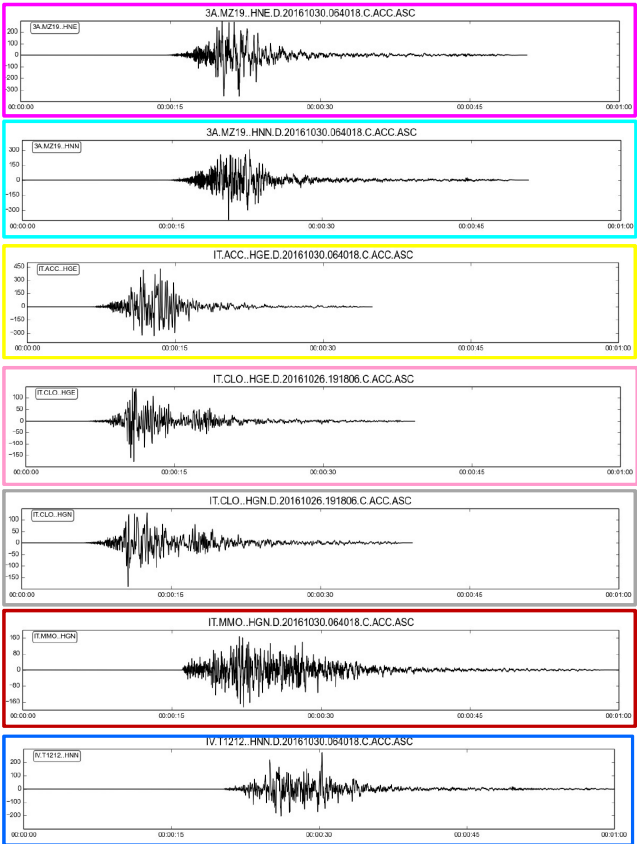 3A.MZ19..HNE.D.20161030.064018.C.ACC.ASC
3A.MZ19..HNE
200
100
0
-100
-200
-300
00:00:00 00:00:15 00:00:30 00:00:45 00:01:00
3A.MZ19..HNN.D.20161030.064018.C.ACC.ASC
3A.MZ19..HNN
300
150
0
-150
-300
00:00:00 00:00:15 00:00:30 00:00:45 00:01:00
IT.ACC..HGE.D.20161030.064018.C.ACC.ASC
IT.ACC..HGE
450
300
150
0
-150
-300
00:00:00 00:00:15 00:00:30 00:00:45 00:01:00
IT.CLO..HGE.D.20161026.191806.C.ACC.ASC
IT.CLO..HGE
100
50
0
-50
-100
-150
00:00:00 00:00:15 00:00:30 00:00:45 00:01:00
IT.CLO..HGN.D.20161026.191806.C.ACC.ASC
IT.CLO..HGN
100
50
0
-50
-100
-150
00:00:00 00:00:15 00:00:30 00:00:45 00:01:00
IT.MMO..HGN.D.20161030.064018.C.ACC.ASC
IT.MMO..HGN
160
80
0
-80
-160
00:00:00 00:00:15 00:00:30 00:00:45 00:01:00
IV.T1212..HNN.D.20161030.064018.C.ACC.ASC
IV.T1212..HNN
200
100
0
-100
-200
00:00:00 00:00:15 00:00:30 00:00:45 00:01:00